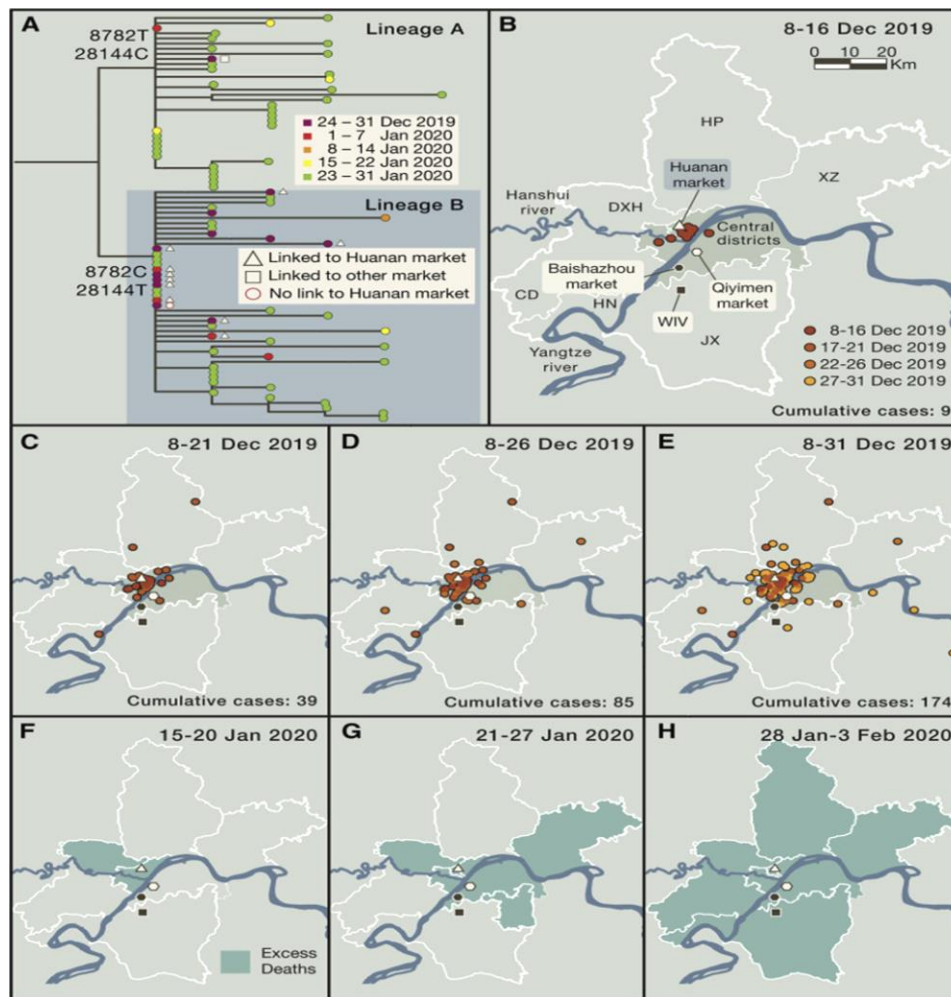 A
Lineage A
8782T
28144C
24 – 31 Dec 2019
1 – 7 Jan 2020
8 – 14 Jan 2020
15 – 22 Jan 2020
23 – 31 Jan 2020
Lineage B
Linked to Huanan market
Linked to other market
No link to Huanan market
8782C
28144T
B
8-16 Dec 2019
0 10 20
Km
HP
Huanan
market
XZ
Hanshui
river
DXH
Central
districts
Baishazhou
market
Qiyimen
market
CD
HN
WIV
JX
Yangtze
river
8-16 Dec 2019
17-21 Dec 2019
22-26 Dec 2019
27-31 Dec 2019
Cumulative cases: 9
C
8-21 Dec 2019
Cumulative cases: 39
D
8-26 Dec 2019
Cumulative cases: 85
E
8-31 Dec 2019
Cumulative cases: 174
F
15-20 Jan 2020
Excess
Deaths
G
21-27 Jan 2020
H
28 Jan-3 Feb 2020